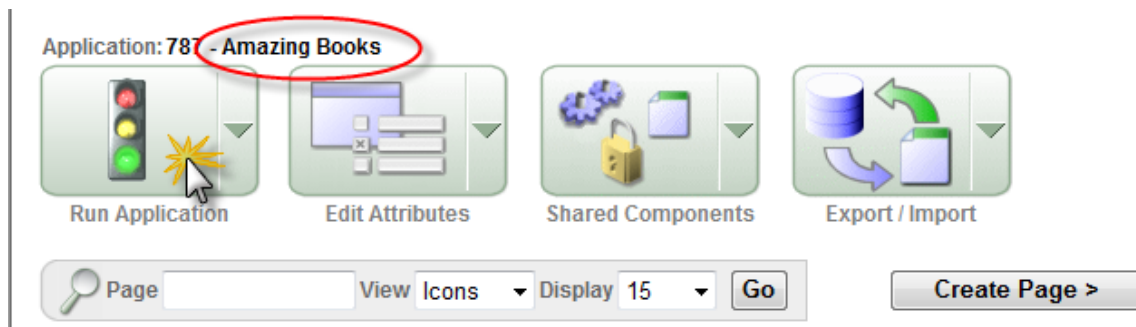 Application: 787 - Amazing Books
Run Application Edit Attributes Shared Components Export / Import
Page View Icons Display 15 Go Create Page >